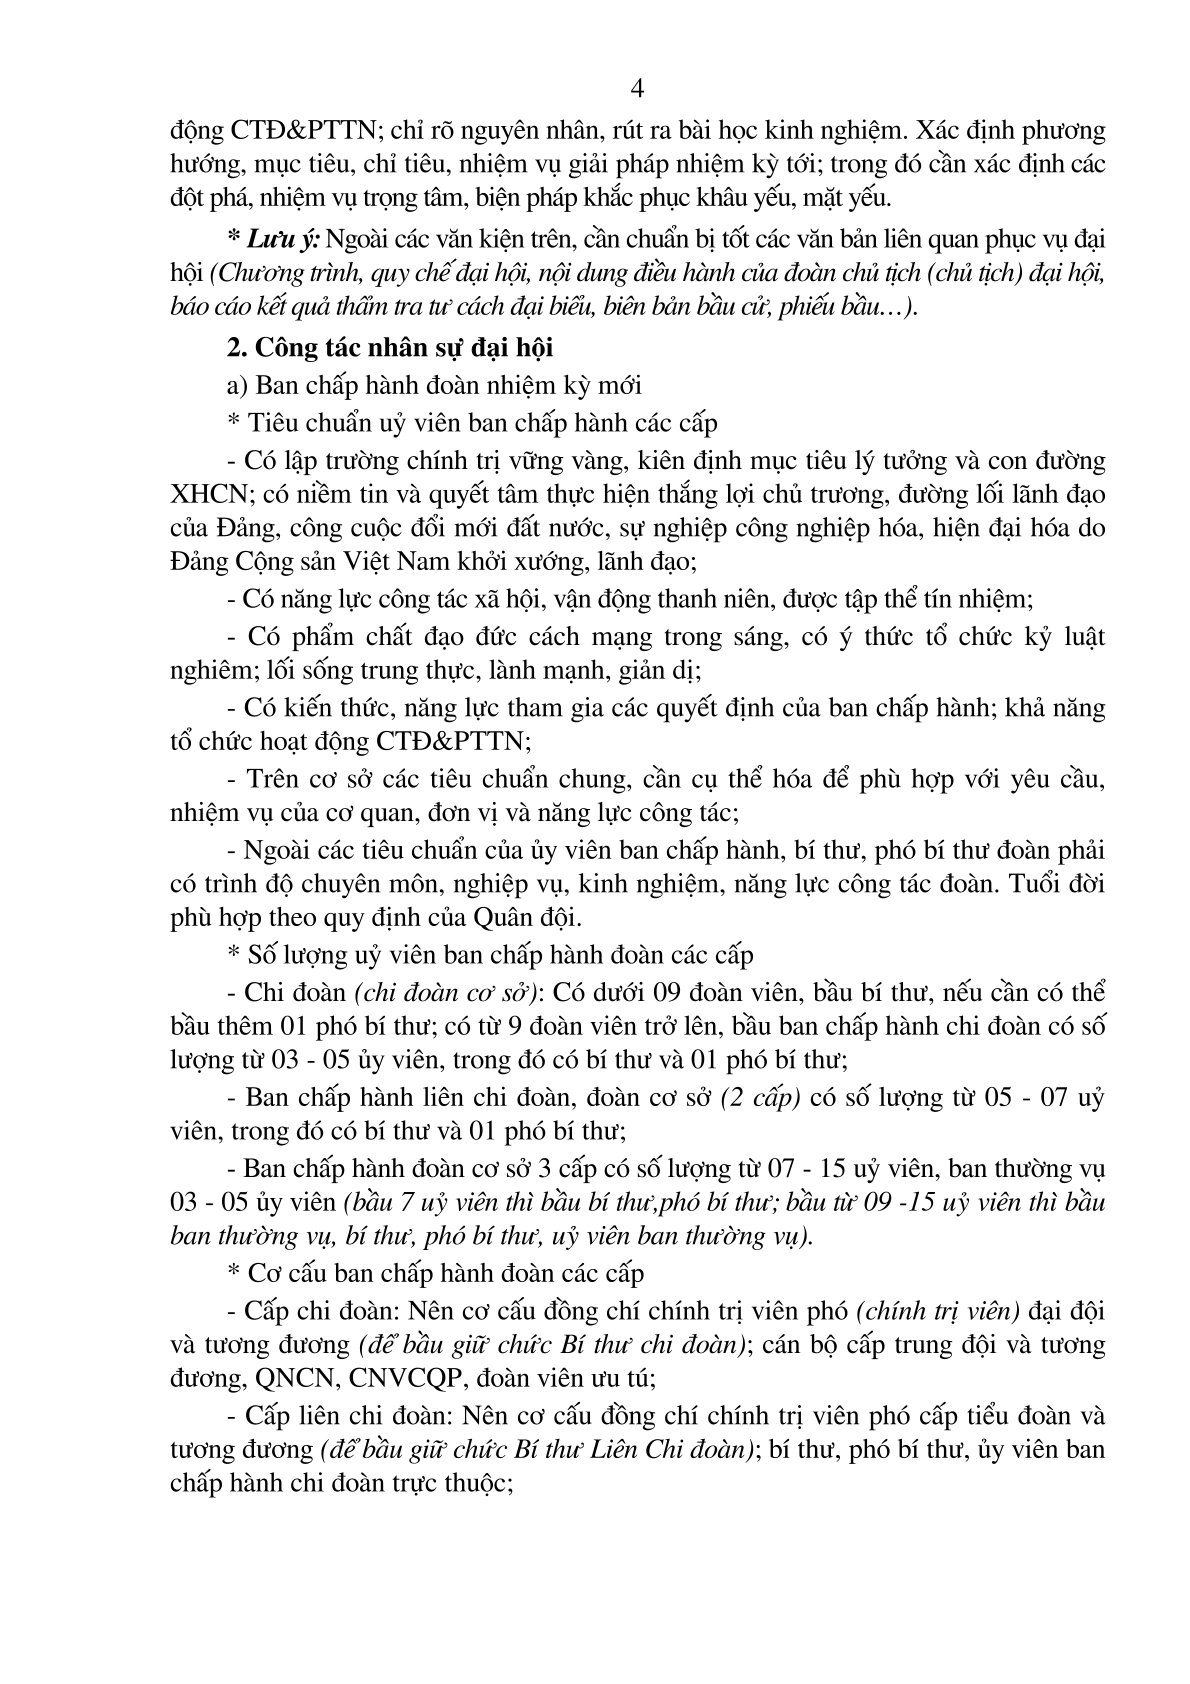 4
động CTĐ&PTTN; chỉ rõ nguyên nhân, rút ra bài học kinh nghiệm. Xác định phương
hướng, mục tiêu, chỉ tiêu, nhiệm vụ giải pháp nhiệm kỳ tới; trong đó cần xác định các
đột phá, nhiệm vụ trọng tâm, biện pháp khắc phục khâu yếu, mặt yếu.
* Lưu ý: Ngoài các văn kiện trên, cần chuẩn bị tốt các văn bản liên quan phục vụ đại
hội (Chương trình, quy chế đại hội, nội dung điều hành của đoàn chủ tịch (chủ tịch) đại hội,
báo cáo kết quả thẩm tra tư cách đại biểu, biên bản bầu cử, phiếu bầu…).
2. Công tác nhân sự đại hội
a) Ban chấp hành đoàn nhiệm kỳ mới
* Tiêu chuẩn uỷ viên ban chấp hành các cấp
- Có lập trường chính trị vững vàng, kiên định mục tiêu lý tưởng và con đường
XHCN; có niềm tin và quyết tâm thực hiện thắng lợi chủ trương, đường lối lãnh đạo
của Đảng, công cuộc đổi mới đất nước, sự nghiệp công nghiệp hóa, hiện đại hóa do
Đảng Cộng sản Việt Nam khởi xướng, lãnh đạo;
- Có năng lực công tác xã hội, vận động thanh niên, được tập thể tín nhiệm;
- Có phẩm chất đạo đức cách mạng trong sáng, có ý thức tổ chức kỷ luật
nghiêm; lối sống trung thực, lành mạnh, giản dị;
- Có kiến thức, năng lực tham gia các quyết định của ban chấp hành; khả năng
tổ chức hoạt động CTĐ&PTTN;
- Trên cơ sở các tiêu chuẩn chung, cần cụ thể hóa để phù hợp với yêu cầu,
nhiệm vụ của cơ quan, đơn vị và năng lực công tác;
- Ngoài các tiêu chuẩn của ủy viên ban chấp hành, bí thư, phó bí thư đoàn phải
có trình độ chuyên môn, nghiệp vụ, kinh nghiệm, năng lực công tác đoàn. Tuổi đời
phù hợp theo quy định của Quân đội.
* Số lượng uỷ viên ban chấp hành đoàn các cấp
- Chi đoàn (chi đoàn cơ sở): Có dưới 09 đoàn viên, bầu bí thư, nếu cần có thể
bầu thêm 01 phó bí thư; có từ 9 đoàn viên trở lên, bầu ban chấp hành chi đoàn có số
lượng từ 03 - 05 ủy viên, trong đó có bí thư và 01 phó bí thư;
- Ban chấp hành liên chi đoàn, đoàn cơ sở (2 cấp) có số lượng từ 05 - 07 uỷ
viên, trong đó có bí thư và 01 phó bí thư;
- Ban chấp hành đoàn cơ sở 3 cấp có số lượng từ 07 - 15 uỷ viên, ban thường vụ
03 - 05 ủy viên (bầu 7 uỷ viên thì bầu bí thư,phó bí thư; bầu từ 09 -15 uỷ viên thì bầu
ban thường vụ, bí thư, phó bí thư, uỷ viên ban thường vụ).
* Cơ cấu ban chấp hành đoàn các cấp
- Cấp chi đoàn: Nên cơ cấu đồng chí chính trị viên phó (chính trị viên) đại đội
và tương đương (để bầu giữ chức Bí thư chi đoàn); cán bộ cấp trung đội và tương
đương, QNCN, CNVCQP, đoàn viên ưu tú;
- Cấp liên chi đoàn: Nên cơ cấu đồng chí chính trị viên phó cấp tiểu đoàn và
tương đương (để bầu giữ chức Bí thư Liên Chi đoàn); bí thư, phó bí thư, ủy viên ban
chấp hành chi đoàn trực thuộc;